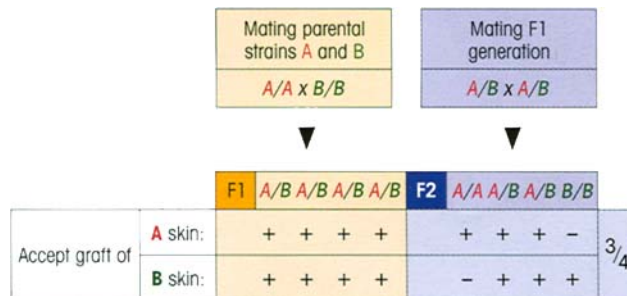 Mating parental
strains A and B
A/A x B/B
Mating F1
generation
A/B x A/B
F1 A/B A/B A/B A/B F2 A/A A/B A/B B/B
Accept graft of
A skin: + + + + + + + −
B skin: + + + + − + + +
3/4